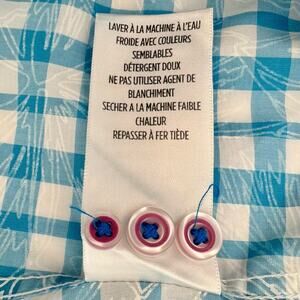 LAVER À LA MACHINE À L'EAU
FROIDE AVEC COULEURS
SEMBLABLES
DÉTERGENT DOUX
NE PAS UTILISER AGENT DE
BLANCHIMENT
SECHER A LA MACHINE FAIBLE
CHALEUR
REPASSER À FER TIÈDE